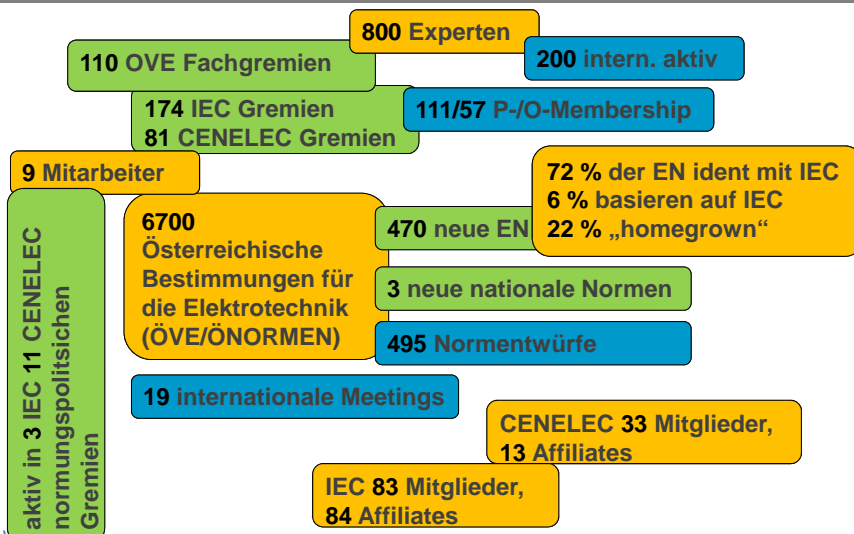 800 Experten
110 OVE Fachgremien
200 intern. aktiv
174 IEC Gremien
81 CENELEC Gremien
111/57 P-/O-Membership
9 Mitarbeiter
72 % der EN ident mit IEC
6 % basieren auf IEC
22 % „homegrown“
6700
Österreichische
Bestimmungen für
die Elektrotechnik
(ÖVE/ÖNORMEN)
470 neue EN
3 neue nationale Normen
495 Normentwürfe
aktiv in 3 IEC 11 CENELEC
normungspolitsichen
Gremien
19 internationale Meetings
CENELEC 33 Mitglieder,
13 Affiliates
IEC 83 Mitglieder,
84 Affiliates